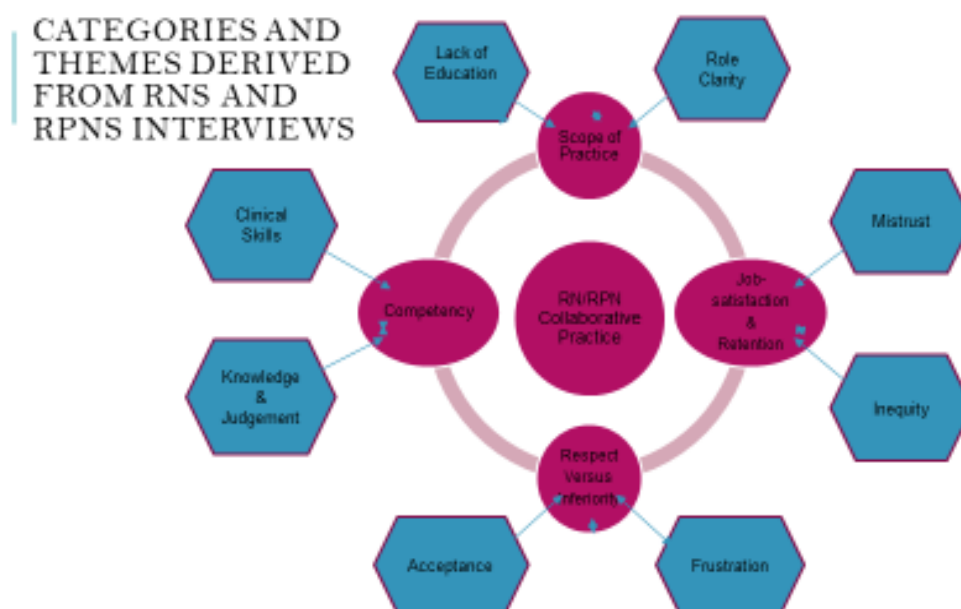 CATEGORIES AND
THEMES DERIVED
FROM RNS AND
RPNS INTERVIEWS
Lack of
Education
Role
Clarity
Scope of
Practice
Clinical
Skills
Mistrust
Competency
RN/RPN
Collaborative
Practice
Job-
satisfaction
&
Retention
Knowledge
&
Judgement
Inequity
Respect
Versus
Inferiority
Acceptance
Frustration